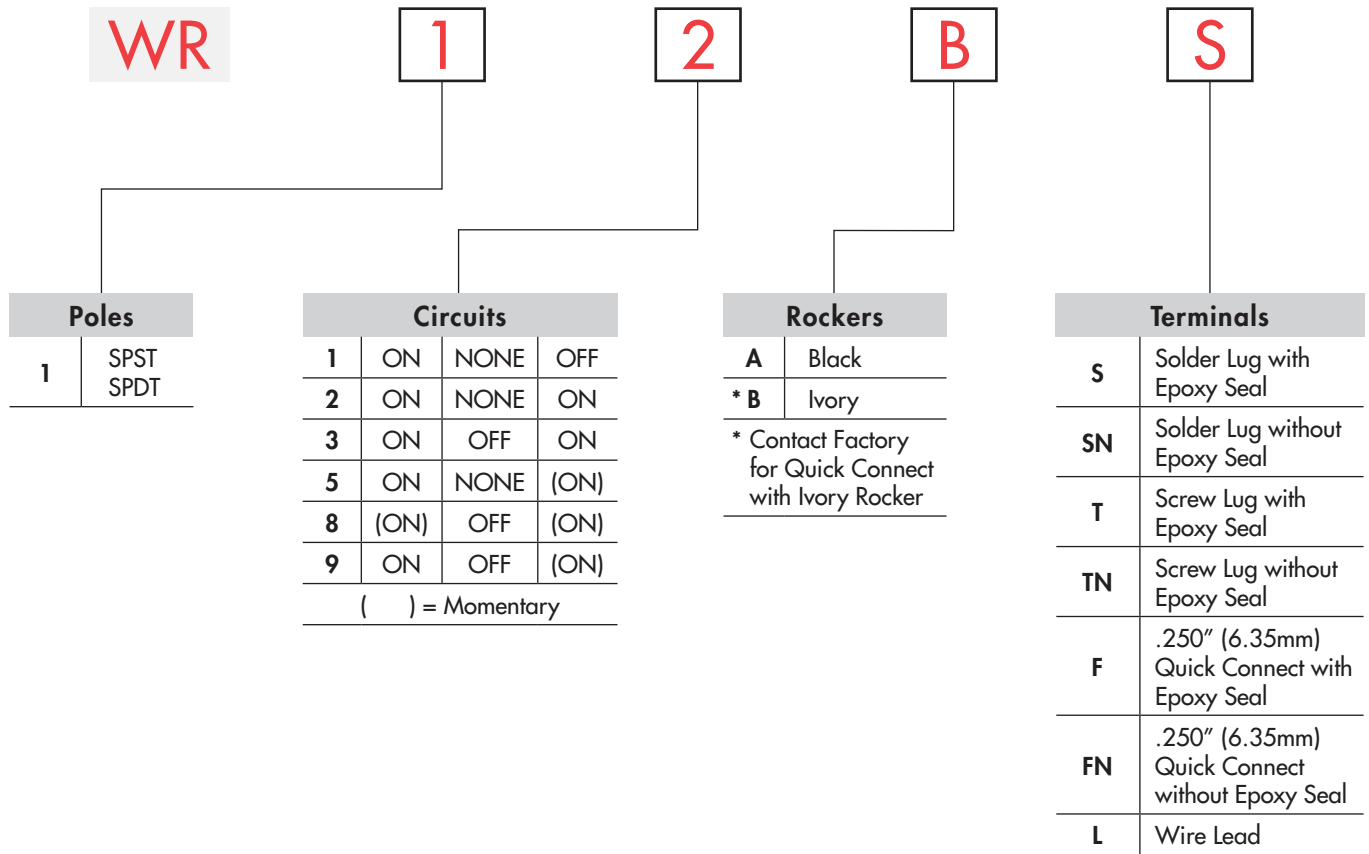 WR 1 2 B S
Poles
1 SPST
SPDT
Circuits
1 ON NONE OFF
2 ON NONE ON
3 ON OFF ON
5 ON NONE (ON)
8 (ON) OFF (ON)
9 ON OFF (ON)
( ) = Momentary
Rockers
A Black
* B Ivory
* Contact Factory
for Quick Connect
with Ivory Rocker
Terminals
S Solder Lug with
Epoxy Seal
SN Solder Lug without
Epoxy Seal
T Screw Lug with
Epoxy Seal
TN Screw Lug without
Epoxy Seal
F .250″ (6.35mm)
Quick Connect with
Epoxy Seal
FN .250″ (6.35mm)
Quick Connect
without Epoxy Seal
L Wire Lead